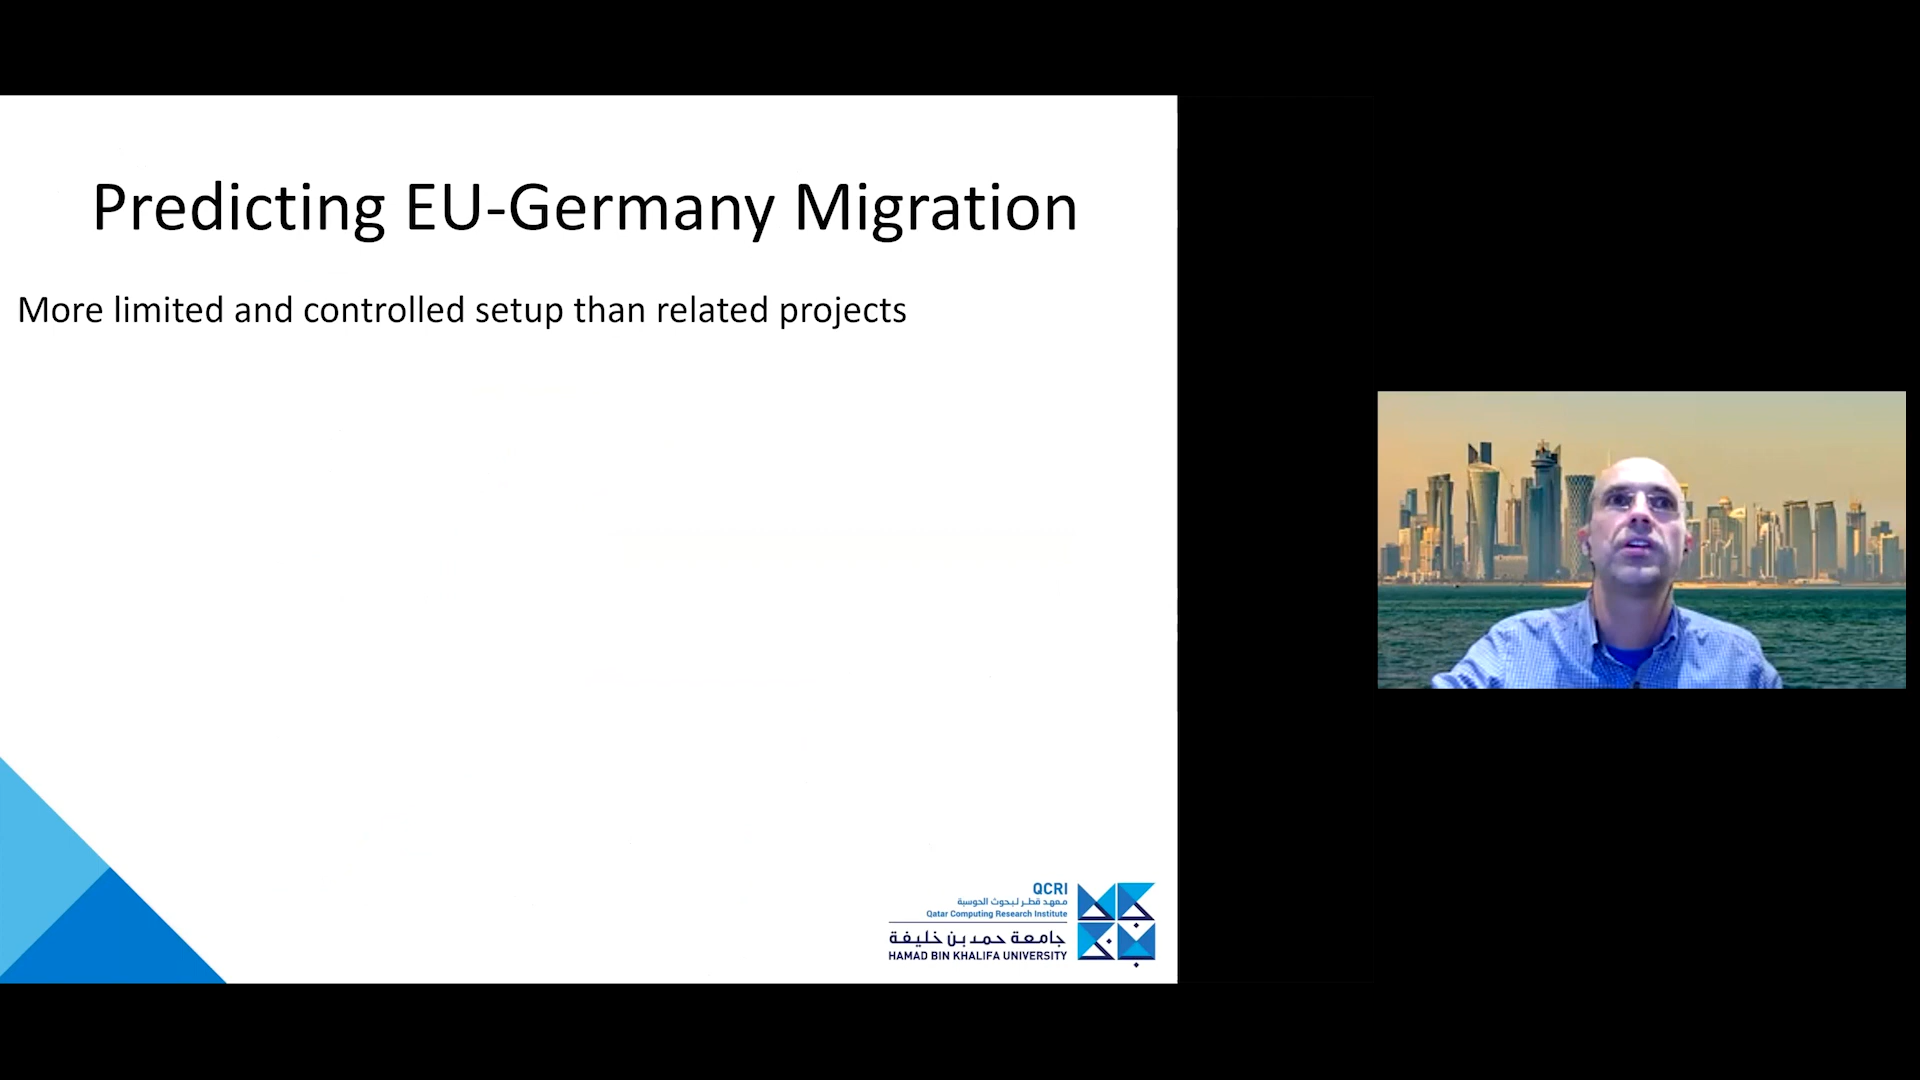 Predicting EU-Germany Migration
More limited and controlled setup than related projects
QCRI
معهد قطر لبحوث الحوسبة
Qatar Computing Research Institute
جامعة حمد بن خليفة
HAMAD BIN KHALIFA UNIVERSITY